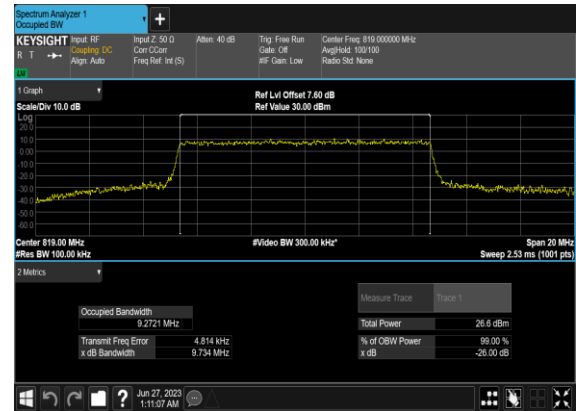 Spectrum Analyzer 1
Occupied BW
KEYSIGHT
R T
Input: RF
Coupling: DC
Align: Auto
Input Z: 50 Ω
Corr CCorr
Freq Ref: Int (S)
Atten: 40 dB
Trig: Free Run
Gate: Off
#IF Gain: Low
Center Freq: 819.000000 MHz
Avg|Hold: 100/100
Radio Std: None
1 Graph
Scale/Div 10.0 dB
Ref Lvl Offset 7.60 dB
Ref Value 30.00 dBm
Log
20.0
10.0
0.00
-10.0
-20.0
-30.0
-40.0
-50.0
-60.0
Center 819.00 MHz
#Res BW 100.00 kHz
#Video BW 300.00 kHz*
Span 20 MHz
Sweep 2.53 ms (1001 pts)
2 Metrics
Measure Trace
Trace 1
Occupied Bandwidth
9.2721 MHz
Total Power
26.6 dBm
Transmit Freq Error
4.814 kHz
% of OBW Power
99.00 %
x dB Bandwidth
9.734 MHz
x dB
-26.00 dB
?
Jun 27, 2023
1:11:07 AM